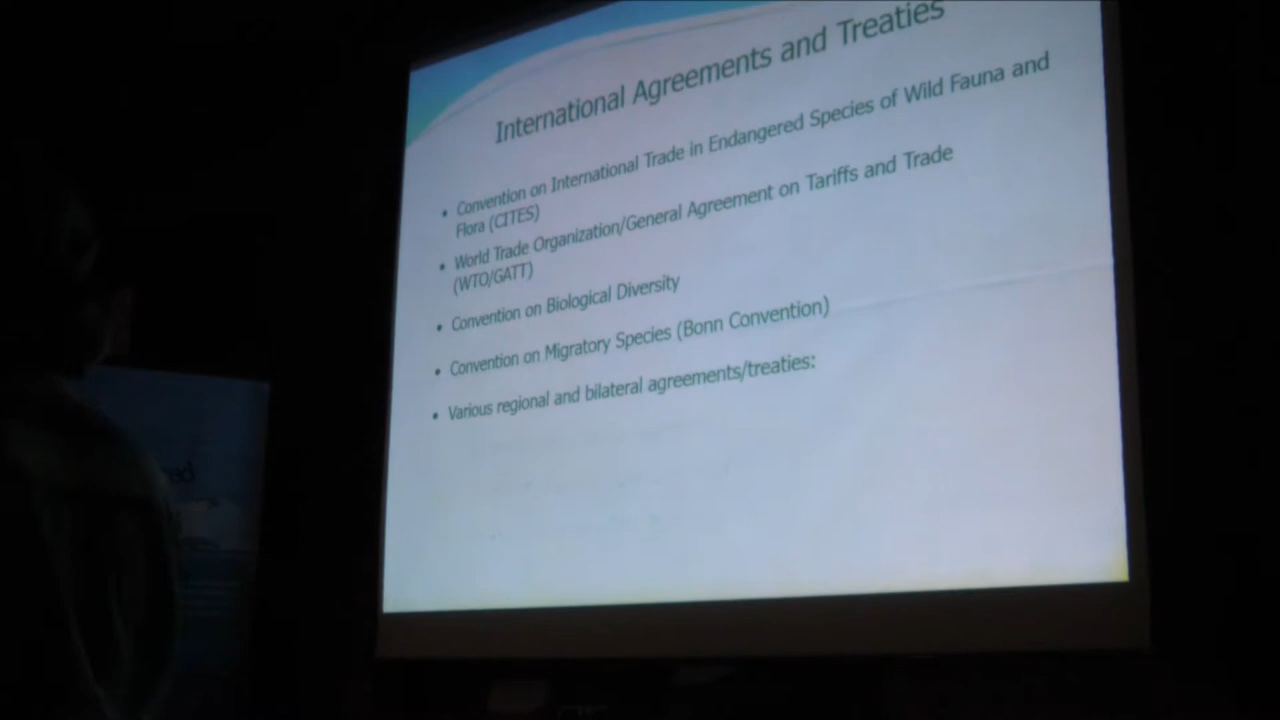 International Agreements and Treaties
• Convention on International Trade in Endangered Species of Wild Fauna and
Flora (CITES)
• World Trade Organization/General Agreement on Tariffs and Trade
(WTO/GATT)
• Convention on Biological Diversity
• Convention on Migratory Species (Bonn Convention)
• Various regional and bilateral agreements/treaties: